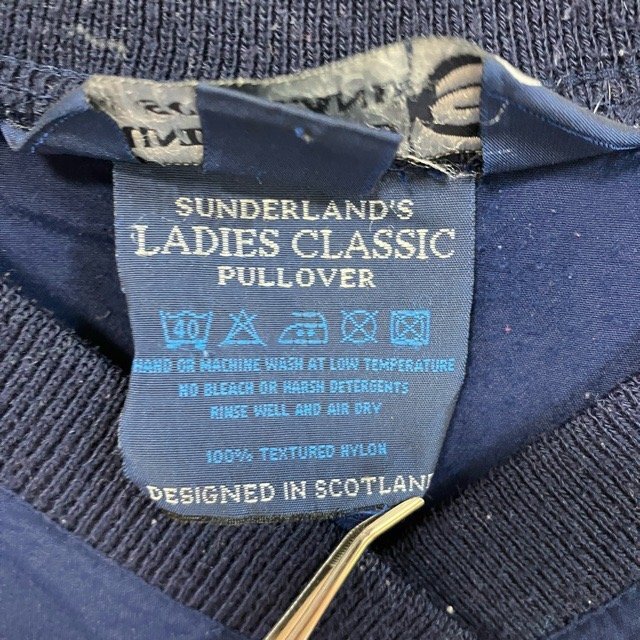 SUNDERLAND'S
LADIES CLASSIC
PULLOVER
40
HAND OR MACHINE WASH AT LOW TEMPERATURE
NO BLEACH OR HARSH DETERGENTS
RINSE WELL AND AIR DRY
100% TEXTURED NYLON
DESIGNED IN SCOTLAND